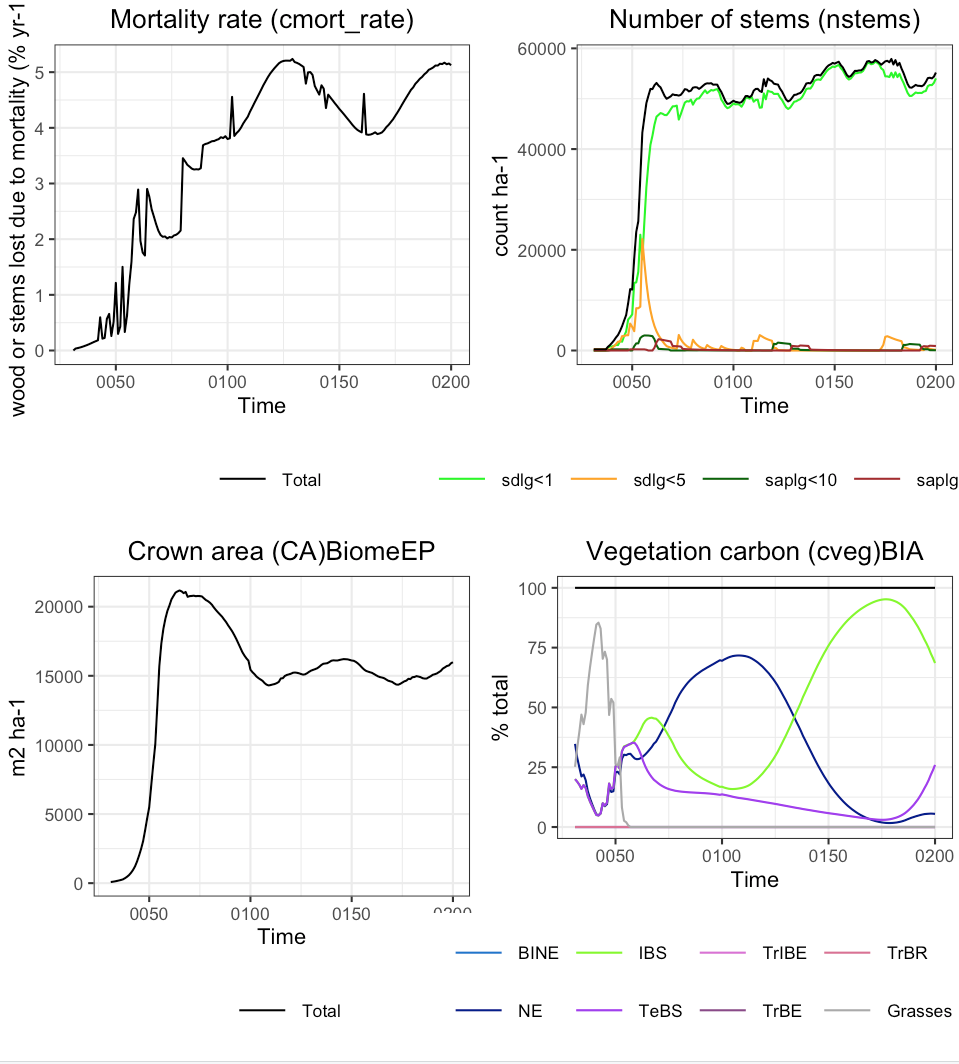 Mortality rate (cmort_rate)
wood or stems lost due to mortality (% yr-1
5
4
3
2
1
0
0050 0100 0150 0200
Time
Total
Number of stems (nstems)
count ha-1
60000
40000
20000
0
0050 0100 0150 0200
Time
sdlg<1 sdlg<5 saplg<10 saplg
Crown area (CA)BiomeEP
m2 ha-1
20000
15000
10000
5000
0
0050 0100 0150 0200
Time
Total
Vegetation carbon (cveg)BIA
% total
100
75
50
25
0
0050 0100 0150 0200
Time
BINE IBS TrIBE TrBR
NE TeBS TrBE Grasses